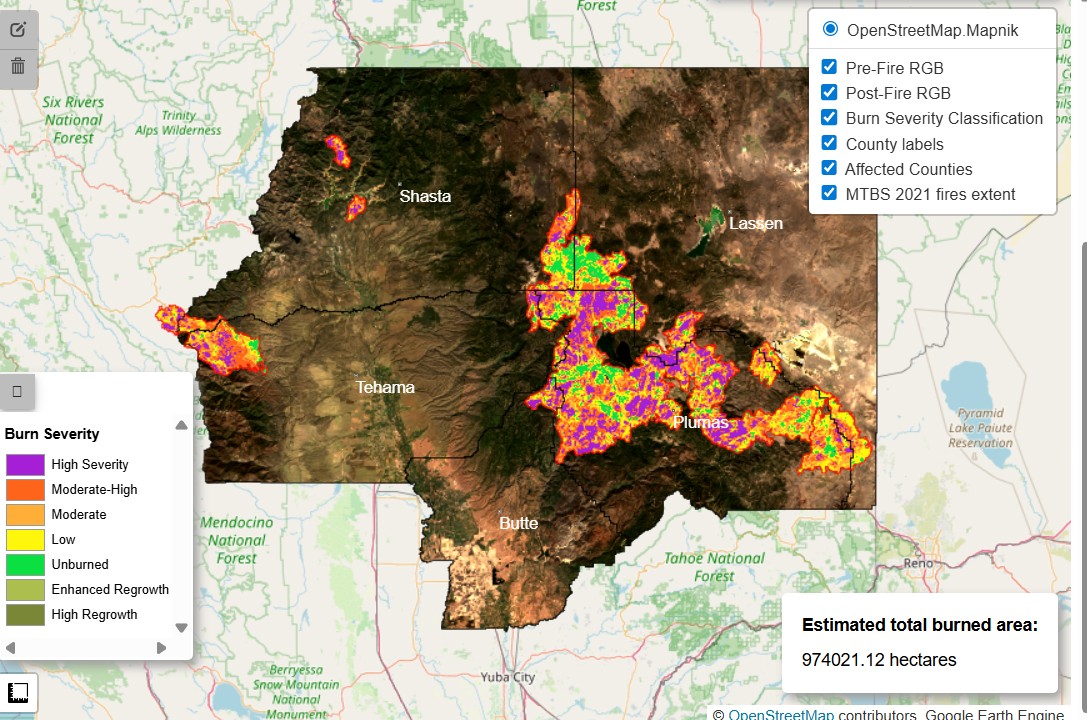 Forest
OpenStreetMap.Mapnik
Pre-Fire RGB
Post-Fire RGB
Burn Severity Classification
County labels
Affected Counties
MTBS 2021 fires extent
Six Rivers
National
Forest
Trinity
Alps Wilderness
Shasta
Lassen
Tehama
Plumas
Butte
Pyramid
Lake Paiute
Reservation
Burn Severity
High Severity
Moderate-High
Moderate
Low
Unburned
Enhanced Regrowth
High Regrowth
Mendocino
National
Forest
Tahoe National
Forest
Reno
Estimated total burned area:
974021.12 hectares
Yuba City
Berryessa
Snow Mountain
National
Monument
© OpenStreetMap contributors, Google Earth Engine